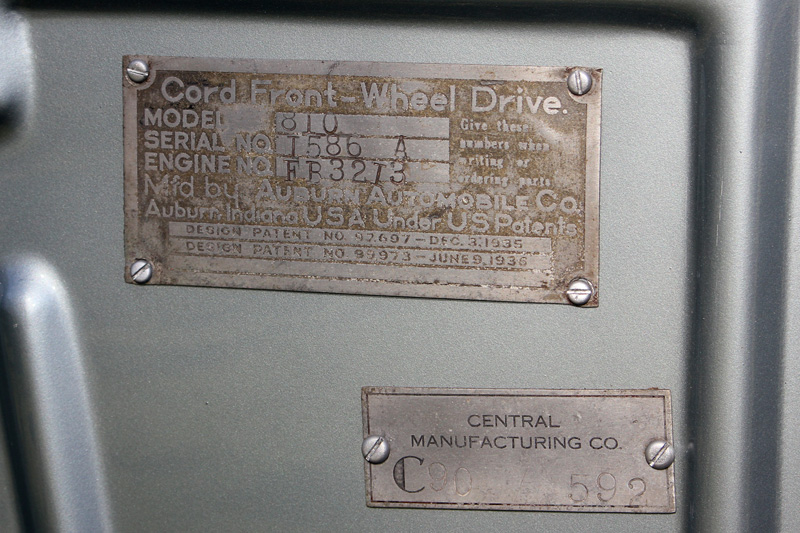 Cord Front-Wheel Drive.
MODEL 810
SERIAL NO. 1586 A
ENGINE NO. FB3273
Give these
numbers when
writing or
ordering parts
Mfd by AUBURN AUTOMOBILE CO.
Auburn Indiana USA Under US Patents
DESIGN PATENT NO. 97697-DEC. 3, 1935
DESIGN PATENT NO 99973-JUNE 9, 1936
CENTRAL
MANUFACTURING CO.
C90 592